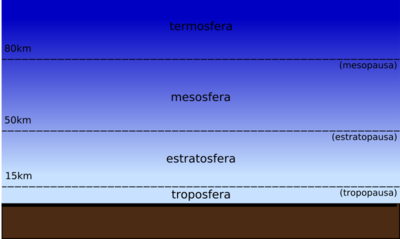 termosfera
80km
(mesopausa)
mesosfera
50km
(estratopausa)
estratosfera
15km
(tropopausa)
troposfera